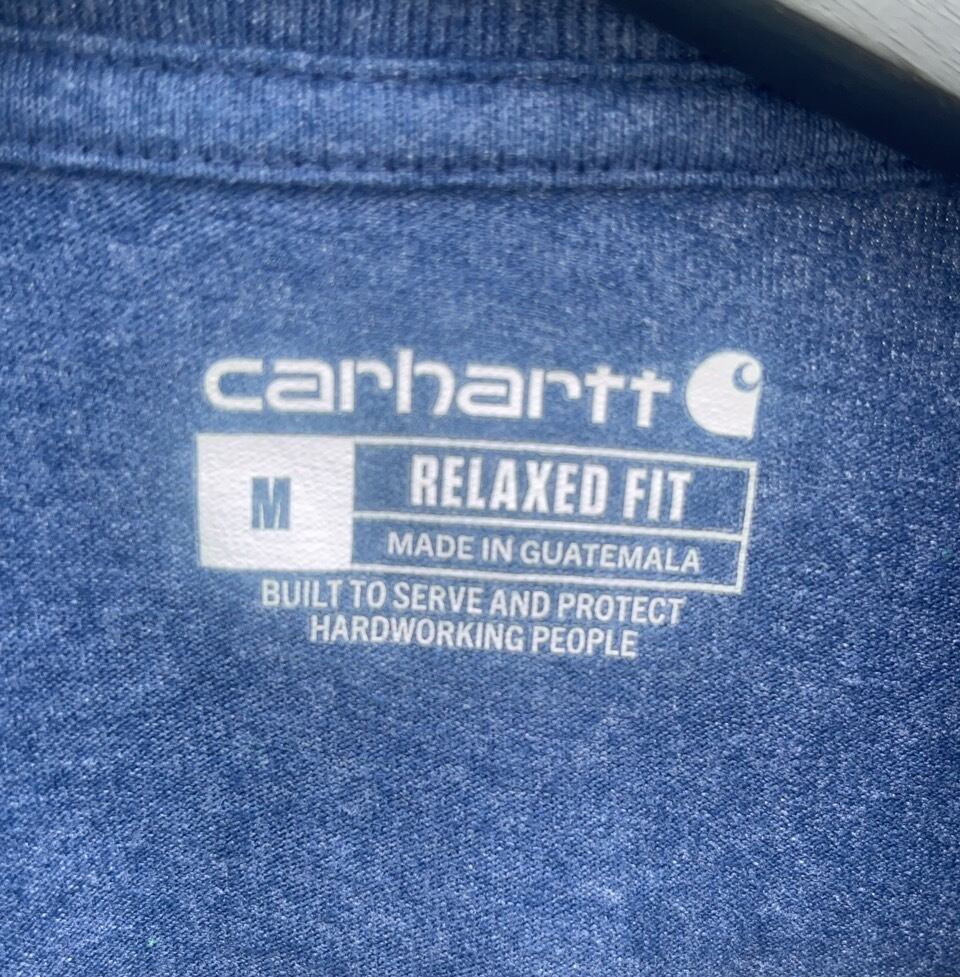 carhartt
M
RELAXED FIT
MADE IN GUATEMALA
BUILT TO SERVE AND PROTECT
HARDWORKING PEOPLE